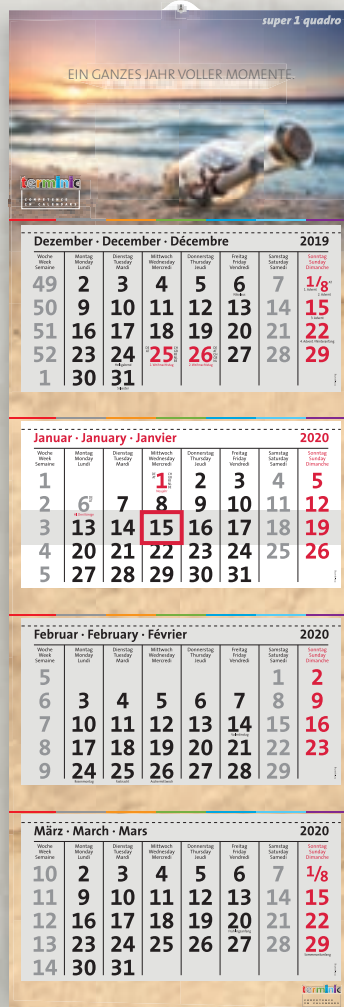 super 1 quadro
EIN GANZES JAHR VOLLER MOMENTE.
terminic
COMPETENCE
IN CALENDARS
Dezember · December · Décembre 2019
Woche Montag Dienstag Mittwoch Donnerstag Freitag Samstag Sonntag
Week Monday Tuesday Wednesday Thursday Friday Saturday Sunday
Semaine Lundi Mardi Mercredi Jeudi Vendredi Samedi Dimanche
49 2 3 4 5 6 7 1/8
50 9 10 11 12 13 14 15
51 16 17 18 19 20 21 22
52 23 24 25 26 27 28 29
1 30 31
Januar · January · Janvier 2020
Woche Montag Dienstag Mittwoch Donnerstag Freitag Samstag Sonntag
Week Monday Tuesday Wednesday Thursday Friday Saturday Sunday
Semaine Lundi Mardi Mercredi Jeudi Vendredi Samedi Dimanche
1 1 2 3 4 5
2 6 7 8 9 10 11 12
3 13 14 15 16 17 18 19
4 20 21 22 23 24 25 26
5 27 28 29 30 31
Februar · February · Février 2020
Woche Montag Dienstag Mittwoch Donnerstag Freitag Samstag Sonntag
Week Monday Tuesday Wednesday Thursday Friday Saturday Sunday
Semaine Lundi Mardi Mercredi Jeudi Vendredi Samedi Dimanche
5 1 2
6 3 4 5 6 7 8 9
7 10 11 12 13 14 15 16
8 17 18 19 20 21 22 23
9 24 25 26 27 28 29
März · March · Mars 2020
Woche Montag Dienstag Mittwoch Donnerstag Freitag Samstag Sonntag
Week Monday Tuesday Wednesday Thursday Friday Saturday Sunday
Semaine Lundi Mardi Mercredi Jeudi Vendredi Samedi Dimanche
10 2 3 4 5 6 7 1/8
11 9 10 11 12 13 14 15
12 16 17 18 19 20 21 22
13 23 24 25 26 27 28 29
14 30 31
terminic